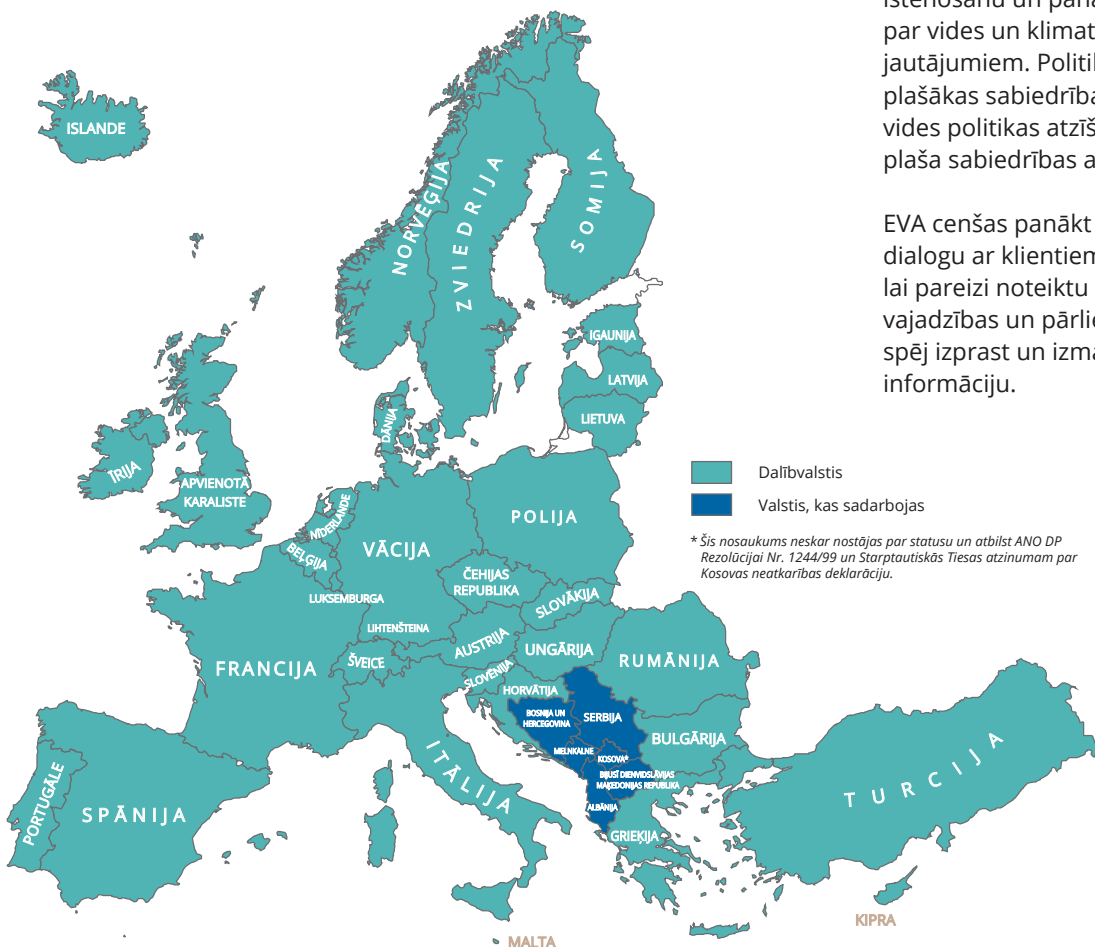 par vides un klimat
jautājumiem. Politi
plašākas sabiedrība
vides politikas atzīš
plaša sabiedrības a
EVA cenšas panākt
dialogu ar klientiem
lai pareizi noteiktu
vajadzības un pārlie
spēj izprast un izma
informāciju.
Dalībvalstis
Valstis, kas sadarbojas
* Šis nosaukums neskar nostājas par statusu un atbilst ANO DP
Rezolūcijai Nr. 1244/99 un Starptautiskās Tiesas atzinumam par
Kosovas neatkarības deklarāciju.
ISLANDE
NORVĒĢIJA
ZVIEDRIJA
SOMIJA
IGAUNIJA
LATVIJA
LIETUVA
DĀNIJA
ĪRIJA
APVIENOTĀ
KARALISTE
NĪDERLANDE
BEĻĢIJA
VĀCIJA
POLIJA
LUKSEMBURGA
ČEHIJAS
REPUBLIKA
SLOVĀKIJA
LIHTENŠTEINA
AUSTRIJA
UNGĀRIJA
RUMĀNIJA
FRANCIJA
ŠVEICE
SLOVĒNIJA
HORVĀTIJA
BOSNIJA UN
HERCEGOVINA
SERBIJA
BULGĀRIJA
MELNKALNE
KOSOVA*
BIJUSĪ DIENVIDSLĀVIJAS
MAĶEDONIJAS REPUBLIKA
ALBĀNIJA
ITĀLIJA
GRIEĶIJA
TURCIJA
PORTUGĀLE
SPĀNIJA
KIPRA
MALTA